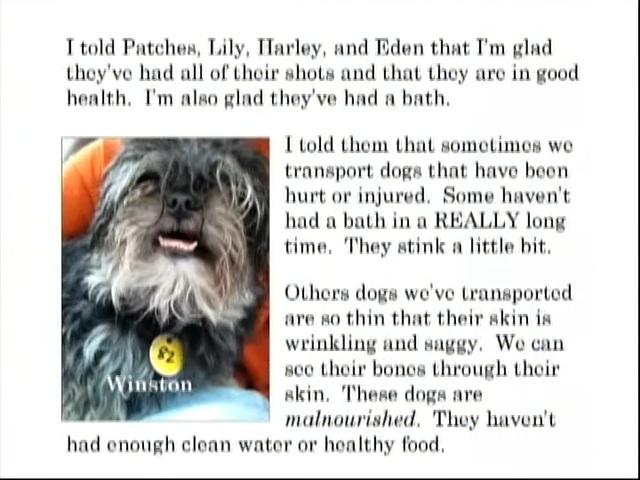 I told Patches, Lily, Harley, and Eden that I'm glad
they've had all of their shots and that they are in good
health.  I'm also glad they've had a bath.
I told them that sometimes we
transport dogs that have been
hurt or injured.  Some haven't
had a bath in a REALLY long
time.  They stink a little bit.
Others dogs we've transported
are so thin that their skin is
wrinkling and saggy.  We can
see their bones through their
skin.  These dogs are
malnourished.  They haven't
had enough clean water or healthy food.
82
Winston